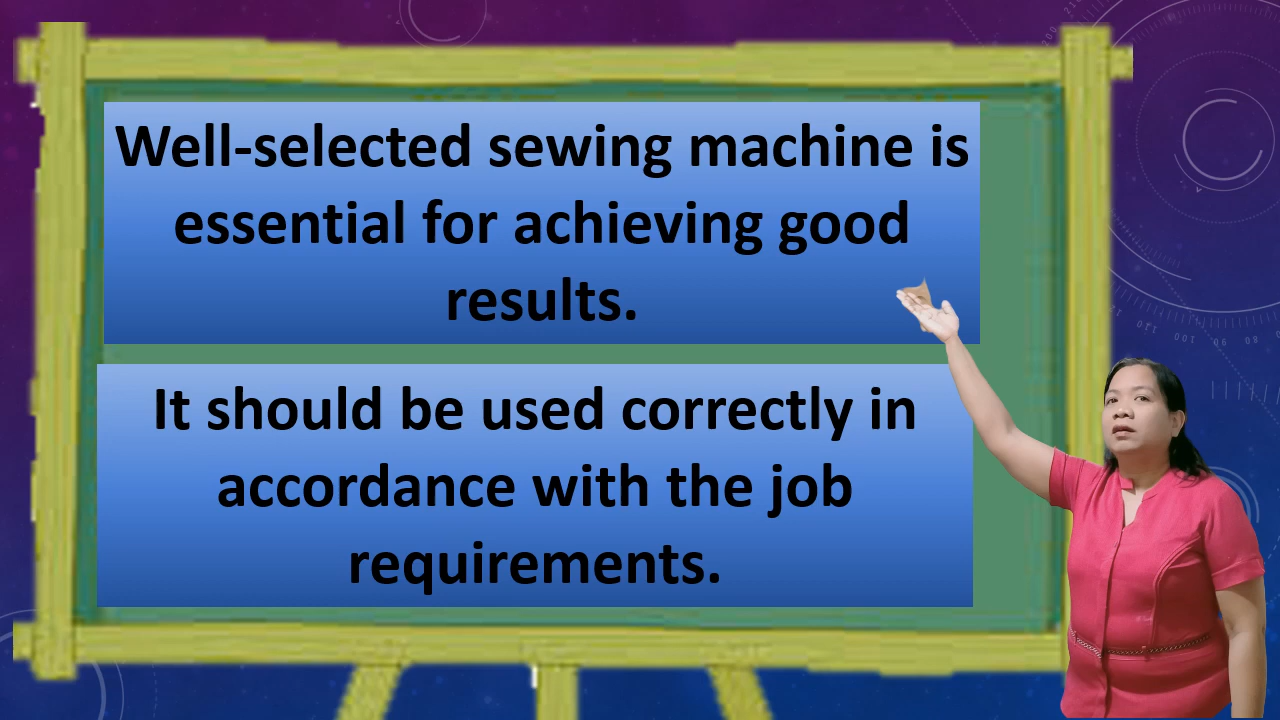 Well-selected sewing machine is
essential for achieving good
results.
It should be used correctly in
accordance with the job
requirements.